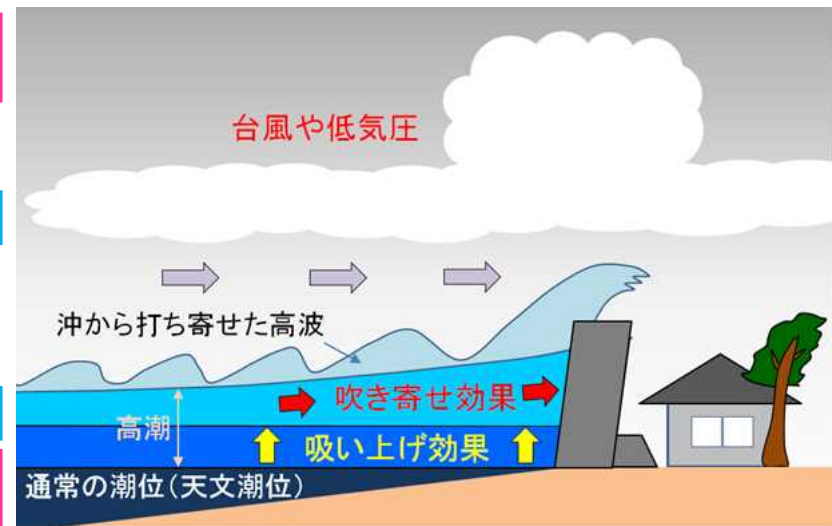 台風や低気圧
沖から打ち寄せた高波
吹き寄せ効果
高潮
吸い上げ効果
通常の潮位(天文潮位)